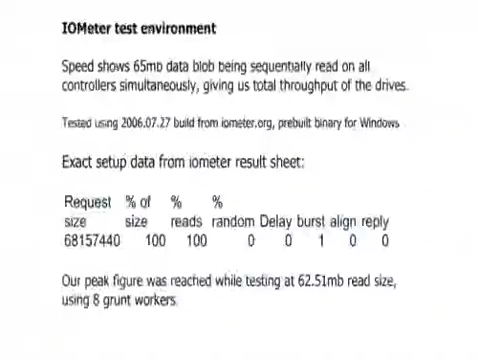 IOMeter test environment
Speed shows 65mb data blob being sequentially read on all
controllers simultaneously, giving us total throughput of the drives.
Tested using 2006.07.27 build from iometer.org, prebuilt binary for Windows
Exact setup data from iometer result sheet:
Request % of % %
size size reads random Delay burst align reply
68157440 100 100 0 0 1 0 0
Our peak figure was reached while testing at 62.51mb read size,
using 8 grunt workers